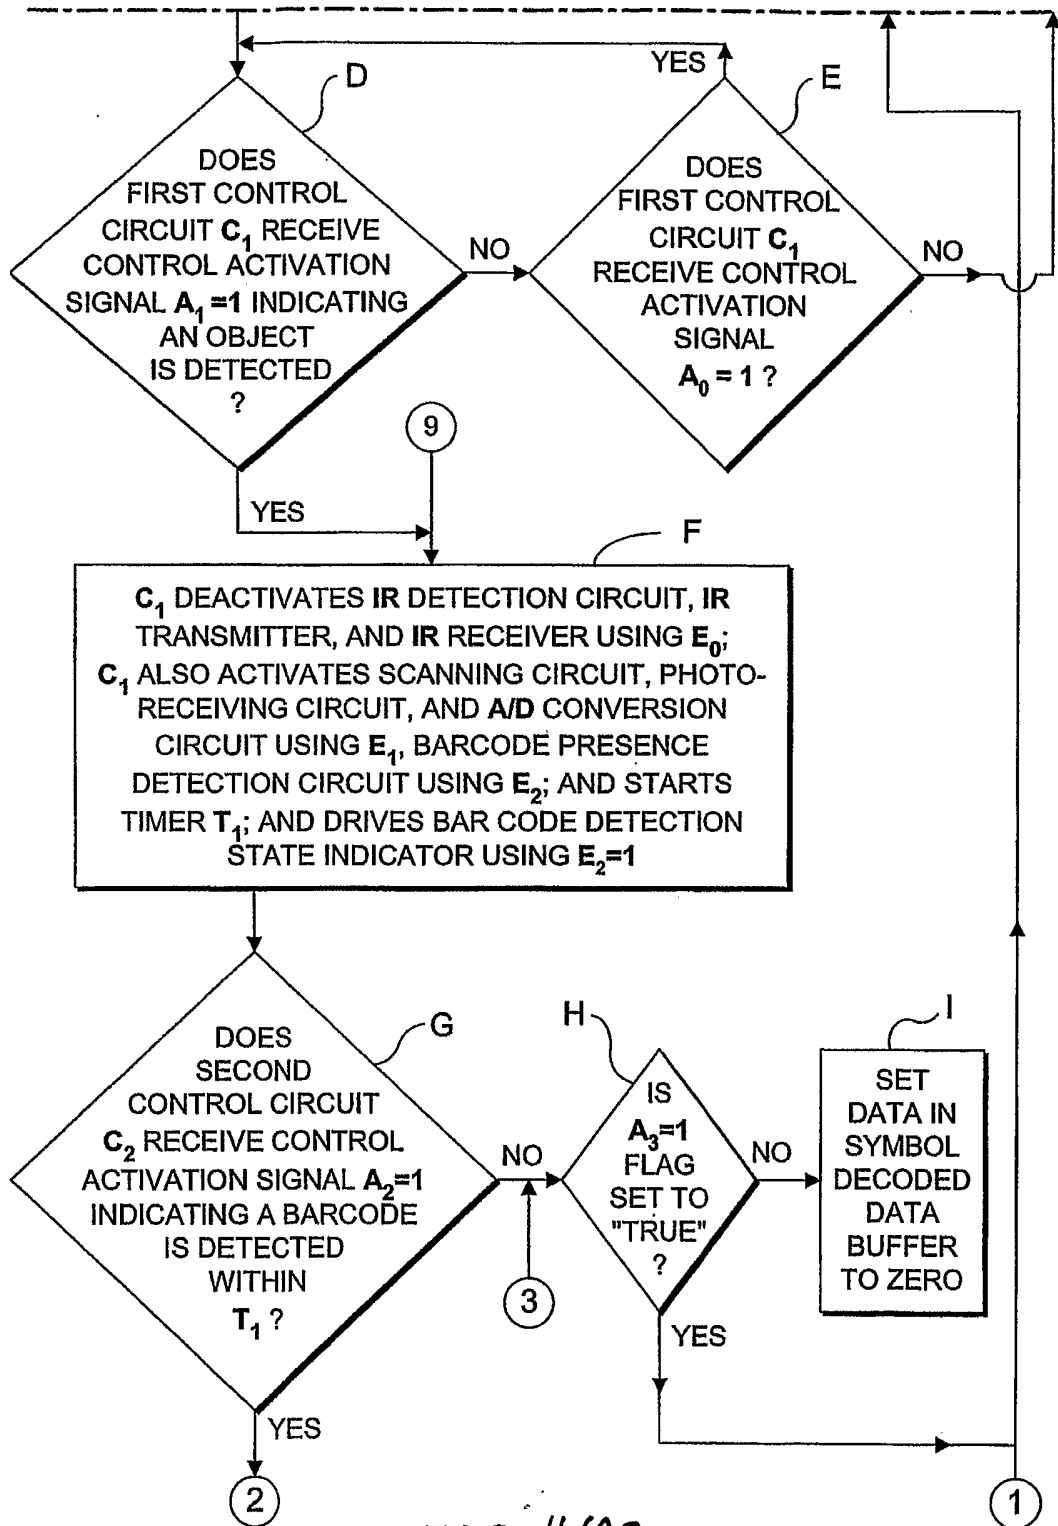 YES
D
E
DOES
FIRST CONTROL
CIRCUIT C1 RECEIVE
CONTROL ACTIVATION
SIGNAL A1 =1 INDICATING
AN OBJECT
IS DETECTED
?
NO
DOES
FIRST CONTROL
CIRCUIT C1
RECEIVE CONTROL
ACTIVATION
SIGNAL
A0 = 1 ?
NO
9
YES
F
C1 DEACTIVATES IR DETECTION CIRCUIT, IR
TRANSMITTER, AND IR RECEIVER USING E0;
C1 ALSO ACTIVATES SCANNING CIRCUIT, PHOTO-
RECEIVING CIRCUIT, AND A/D CONVERSION
CIRCUIT USING E1, BARCODE PRESENCE
DETECTION CIRCUIT USING E2; AND STARTS
TIMER T1; AND DRIVES BAR CODE DETECTION
STATE INDICATOR USING E2=1
G
H
I
DOES
SECOND
CONTROL CIRCUIT
C2 RECEIVE CONTROL
ACTIVATION SIGNAL A2=1
INDICATING A BARCODE
IS DETECTED
WITHIN
T1 ?
NO
3
IS
A3=1
FLAG
SET TO
"TRUE"
?
NO
SET
DATA IN
SYMBOL
DECODED
DATA
BUFFER
TO ZERO
YES
YES
2
1